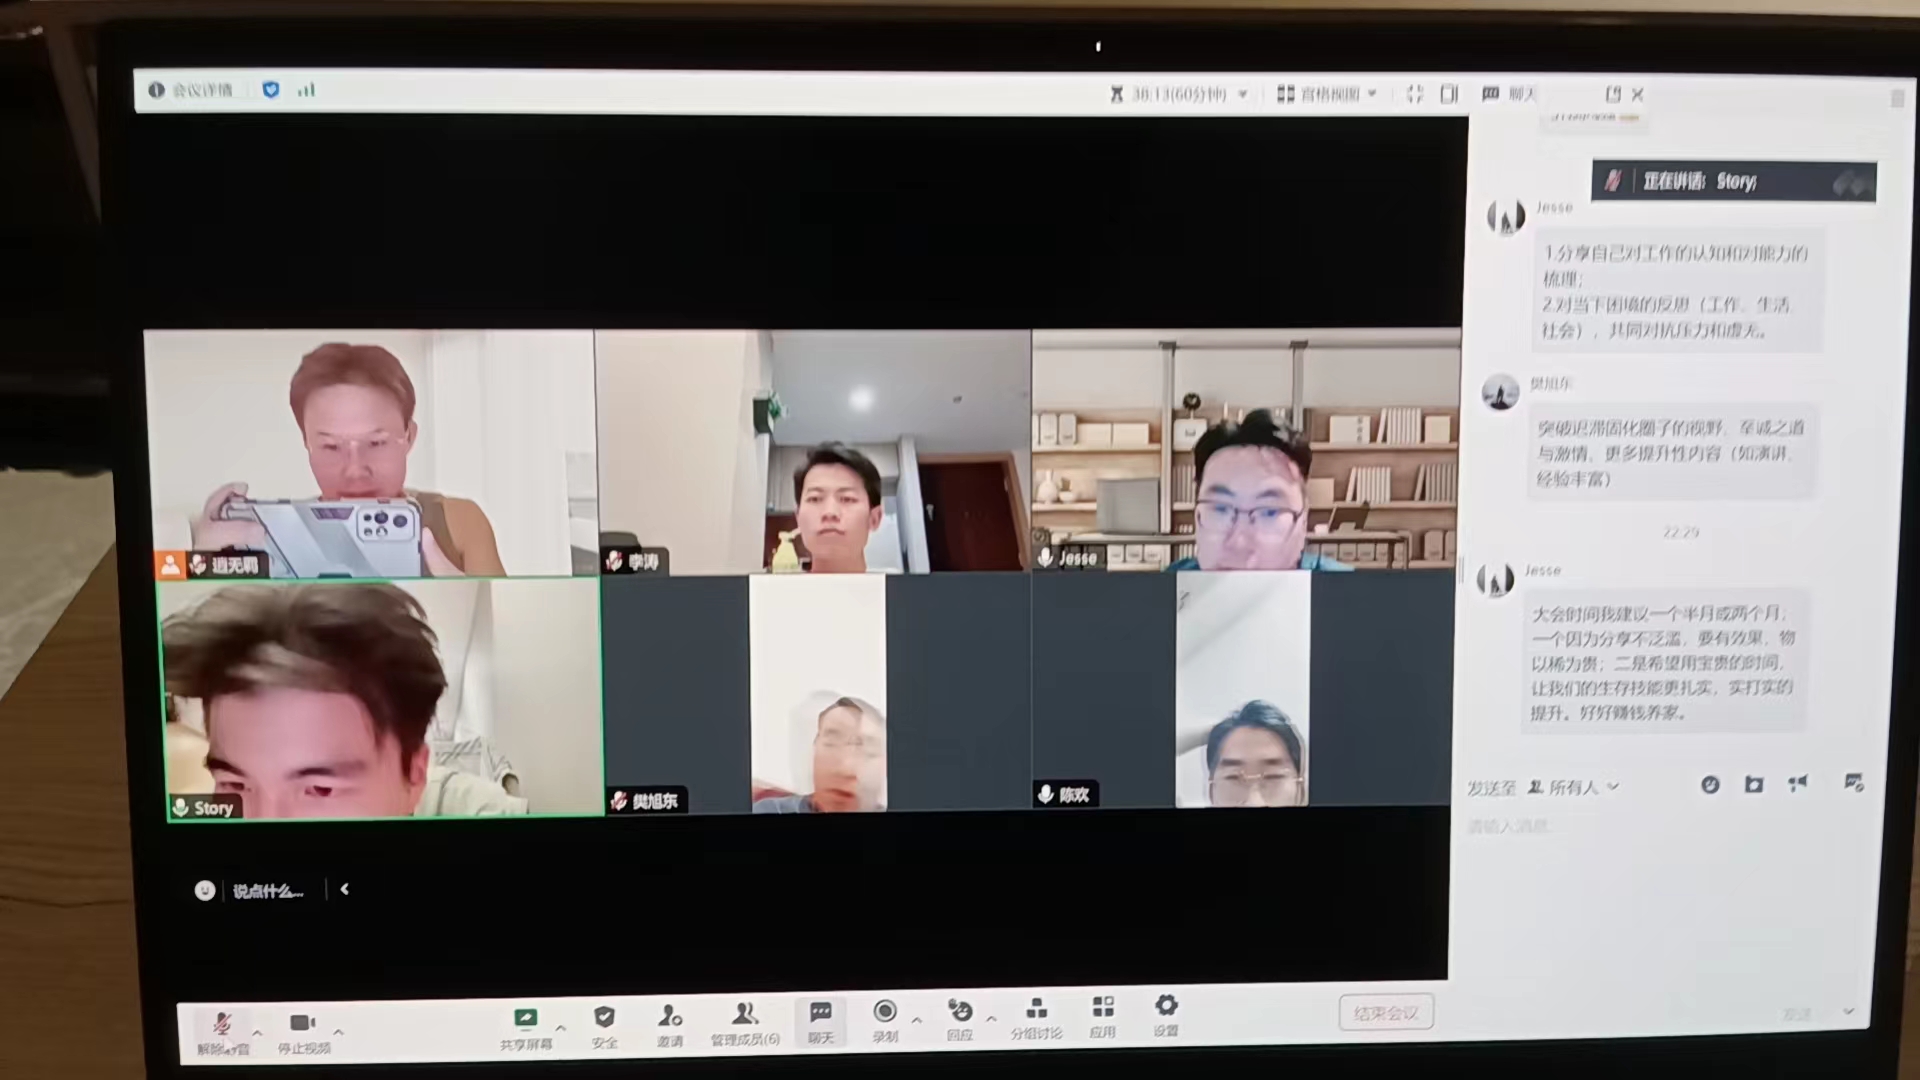 会议详情
38:13(60分钟)
宫格视图
聊天
正在讲话: Story;
Jesse
1.分享自己对工作的认知和对能力的
梳理;
2.对当下困境的反思（工作、生活、
社会），共同对抗压力和虚无。
樊旭东
突破迟滞固化圈子的视野、至诚之道
与激情、更多提升性内容（如演讲、
经验丰富）
22:29
Jesse
大会时间我建议一个半月或两个月；
一个因为分享不泛滥，要有效果，物
以稀为贵；二是希望用宝贵的时间，
让我们的生存技能更扎实，实打实的
提升。好好赚钱养家。
逍无羁
李涛
Jesse
Story
樊旭东
陈欢
发送至 所有人
请输入消息
说点什么...
解除静音
停止视频
共享屏幕
安全
邀请
管理成员(6)
聊天
录制
回应
分组讨论
应用
设置
结束会议
发送